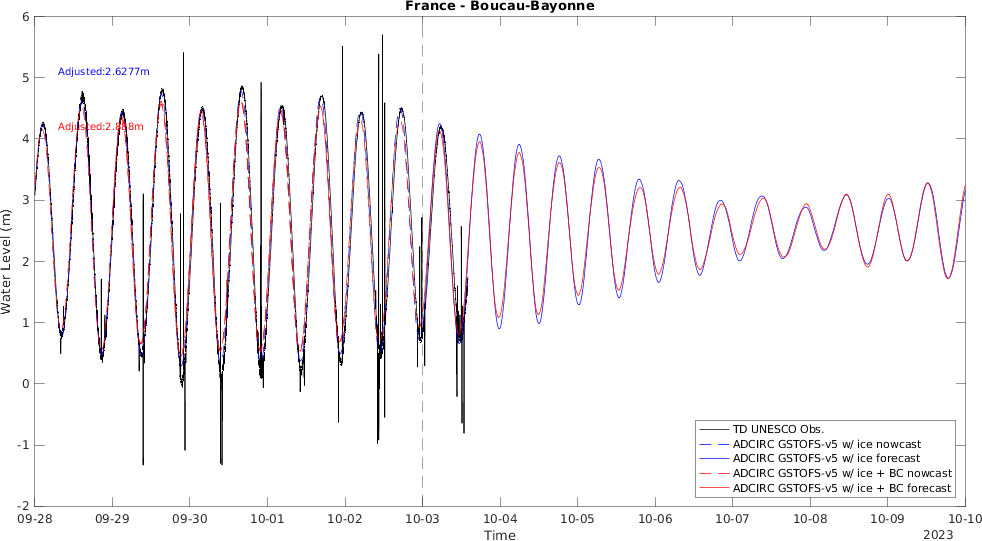 France - Boucau-Bayonne
6
5
4
3
2
1
0
-1
-2
Water Level (m)
Adjusted:2.6277m
TD UNESCO Obs.
ADCIRC GSTOFS-v5 w/ ice nowcast
ADCIRC GSTOFS-v5 w/ ice forecast
ADCIRC GSTOFS-v5 w/ ice + BC nowcast
ADCIRC GSTOFS-v5 w/ ice + BC forecast
09-28 09-29 09-30 10-01 10-02 10-03 10-04 10-05 10-06 10-07 10-08 10-09 10-10
Time
2023